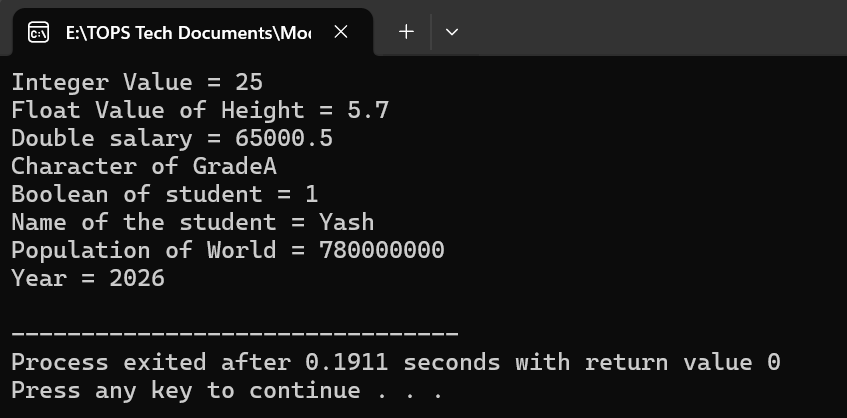 E:\TOPS Tech Documents\Mo
Integer Value = 25
Float Value of Height = 5.7
Double salary = 65000.5
Character of GradeA
Boolean of student = 1
Name of the student = Yash
Population of World = 780000000
Year = 2026
--------------------------------
Process exited after 0.1911 seconds with return value 0
Press any key to continue . . .